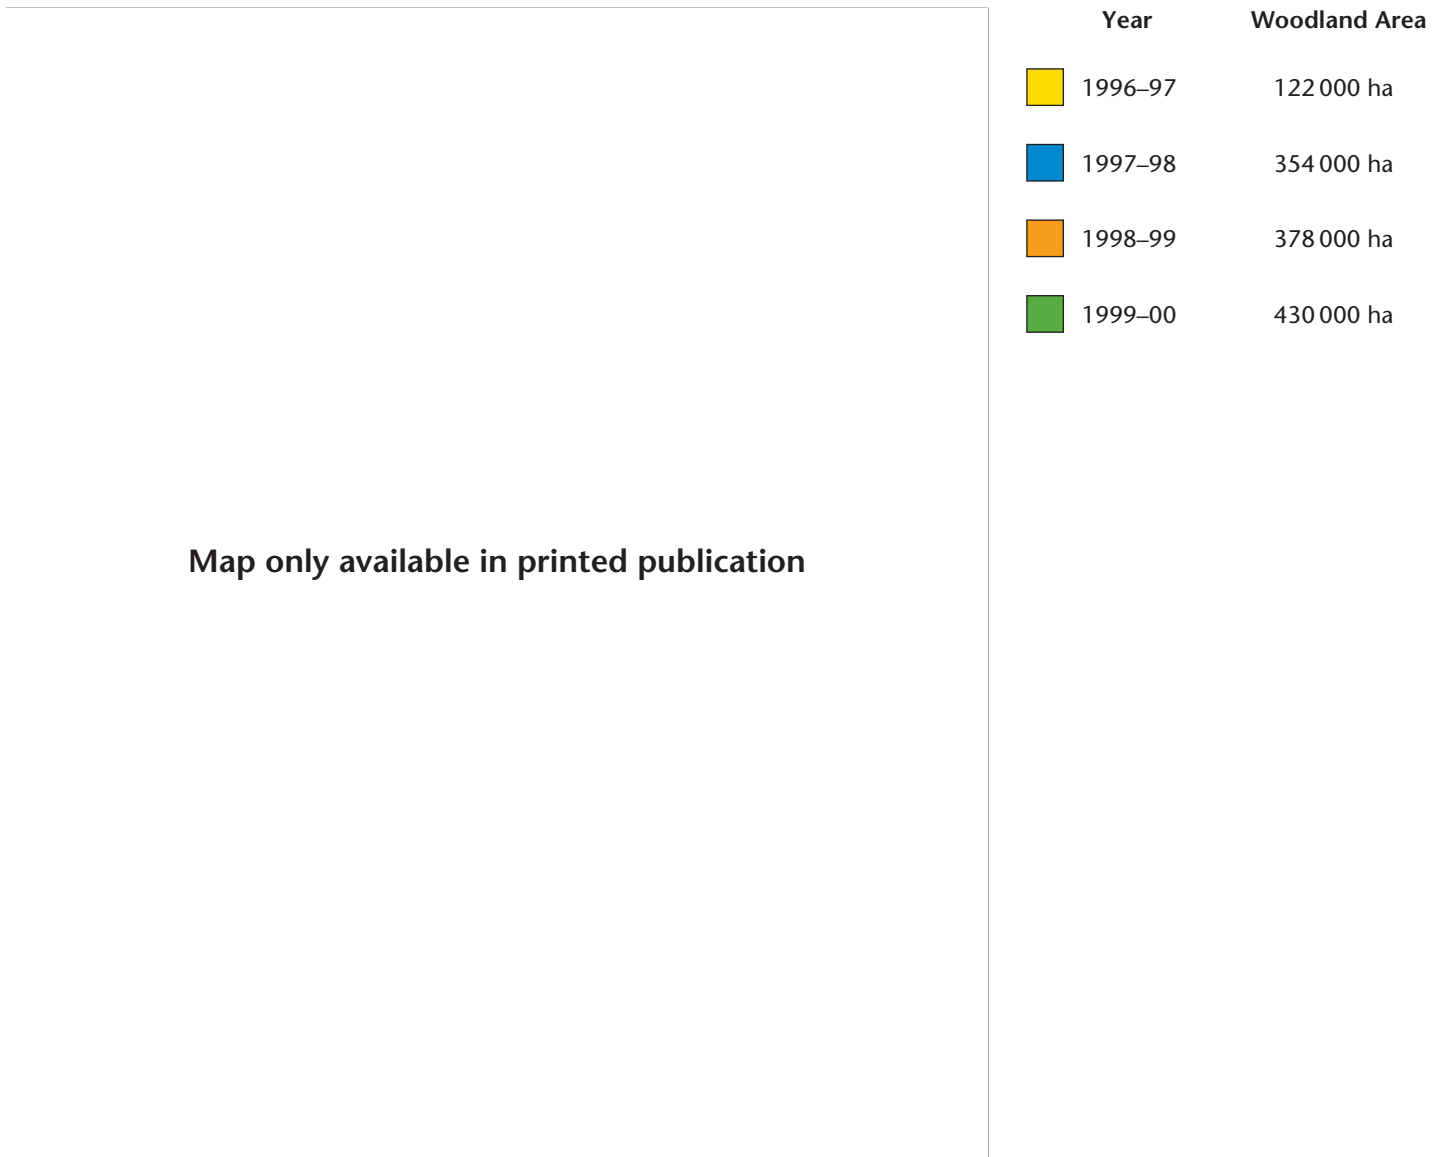 Year Woodland Area
1996–97 122 000 ha
1997–98 354 000 ha
1998–99 378 000 ha
1999–00 430 000 ha
Map only available in printed publication